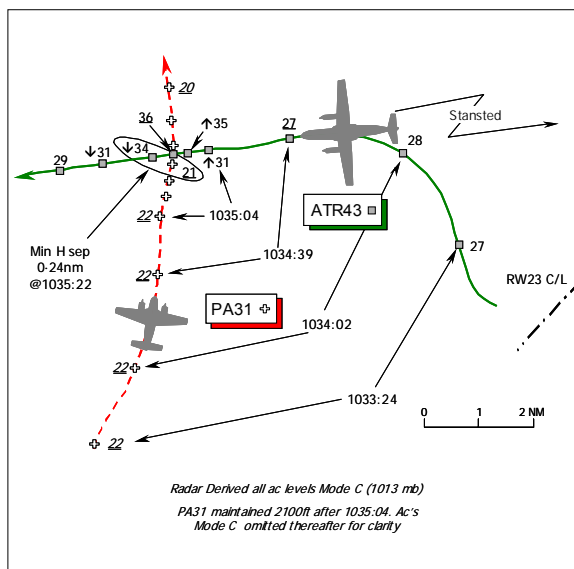 20
Stansted
36
↑35
27
28
29
↓31
↓34
↑31
21
22
1035:04
ATR43
27
Min H sep
0·24nm
@1035:22
1034:39
22
RW23 C/L
PA31
1034:02
22
1033:24
0 1 2 NM
22
Radar Derived all ac levels Mode C (1013 mb)
PA31 maintained 2100ft after 1035:04. Ac's
Mode C omitted thereafter for clarity